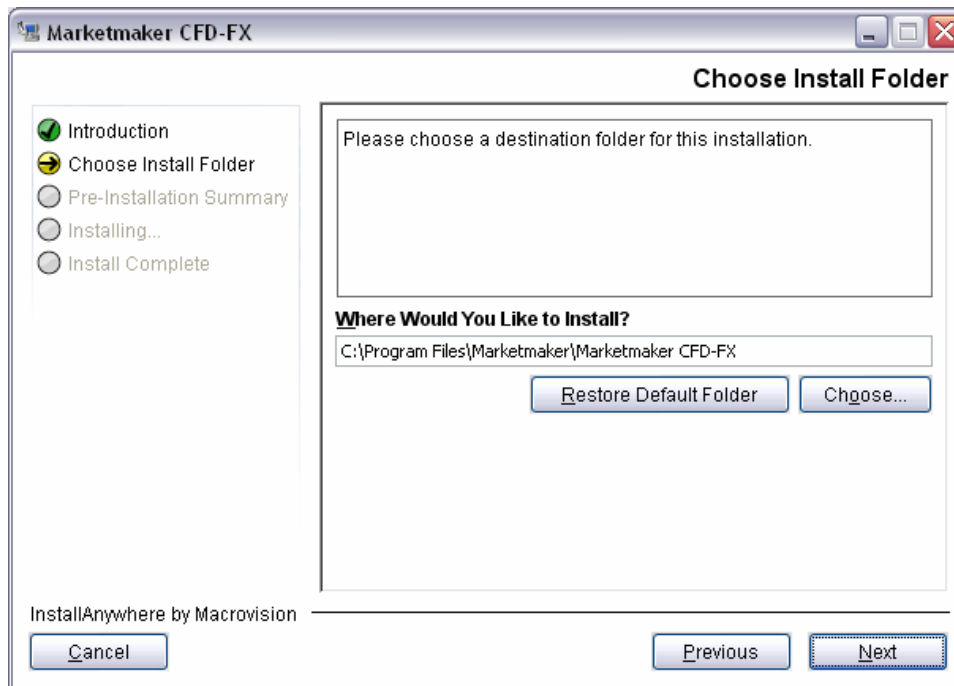 Marketmaker CFD-FX
Choose Install Folder
Introduction
Choose Install Folder
Pre-Installation Summary
Installing...
Install Complete
Please choose a destination folder for this installation.
Where Would You Like to Install?
C:\Program Files\Marketmaker\Marketmaker CFD-FX
Restore Default Folder Choose...
InstallAnywhere by Macrovision
Cancel Previous Next